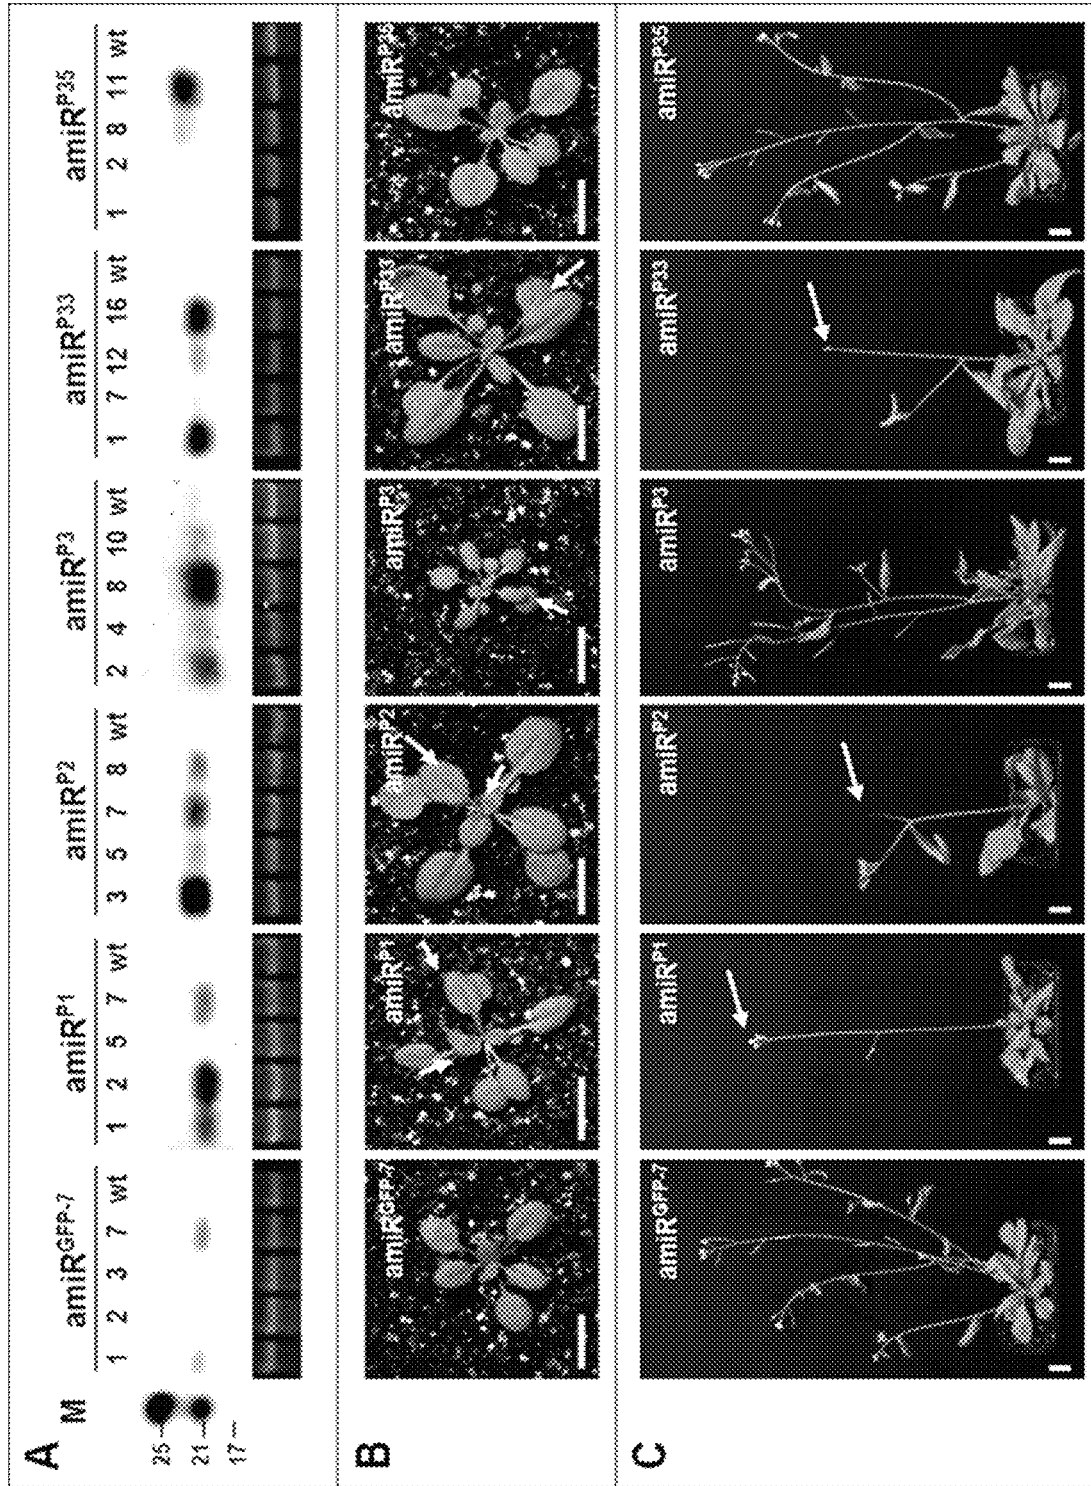 A
M
25
21
17
amiR^GFP-7
1 2 3 7 wt
amiR^P1
1 2 5 7 wt
amiR^P2
3 5 7 8 wt
amiR^P3
2 4 8 10 wt
amiR^P33
1 7 12 16 wt
amiR^P35
1 2 8 11 wt
B
amiR^GFP-7
amiR^P1
amiR^P2
amiR^P3
amiR^P33
amiR^P35
C
amiR^GFP-7
amiR^P1
amiR^P2
amiR^P3
amiR^P33
amiR^P35